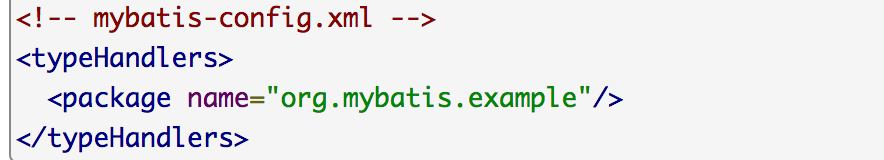 <!-- mybatis-config.xml -->
<typeHandlers>
  <package name="org.mybatis.example"/>
</typeHandlers>